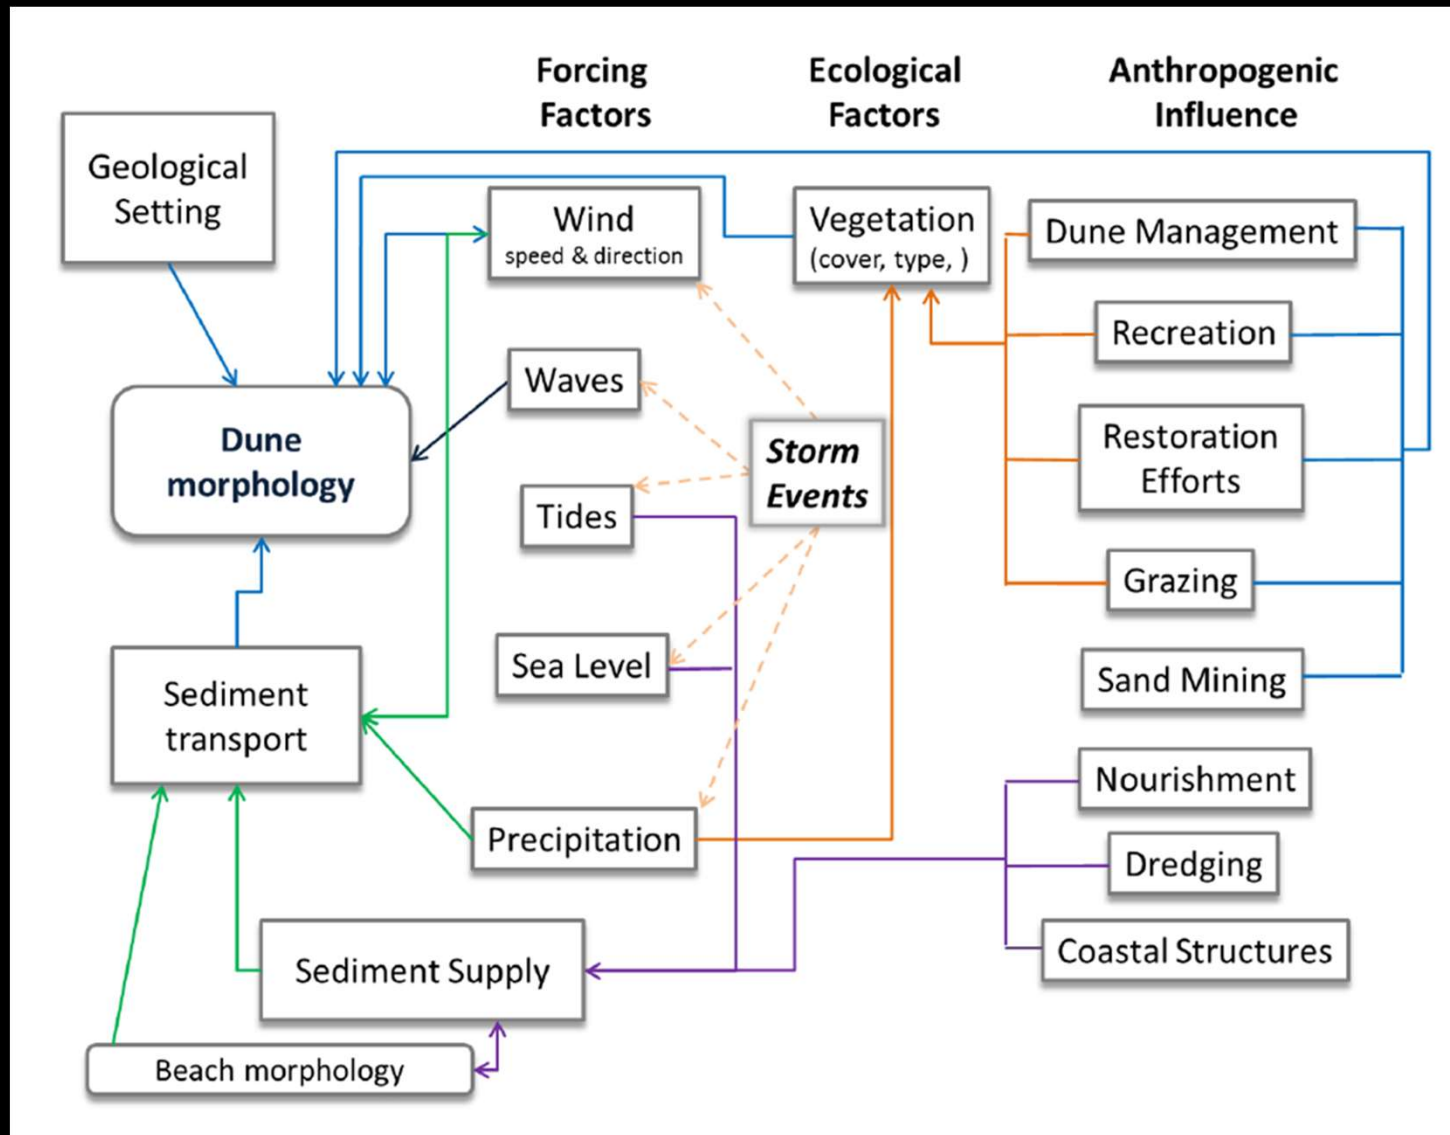 Forcing
Factors
Ecological
Factors
Anthropogenic
Influence
Geological
Setting
Wind
speed & direction
Vegetation
(cover, type, )
Dune Management
Recreation
Waves
Dune
morphology
Storm
Events
Restoration
Efforts
Tides
Grazing
Sea Level
Sand Mining
Sediment
transport
Nourishment
Precipitation
Dredging
Coastal Structures
Sediment Supply
Beach morphology